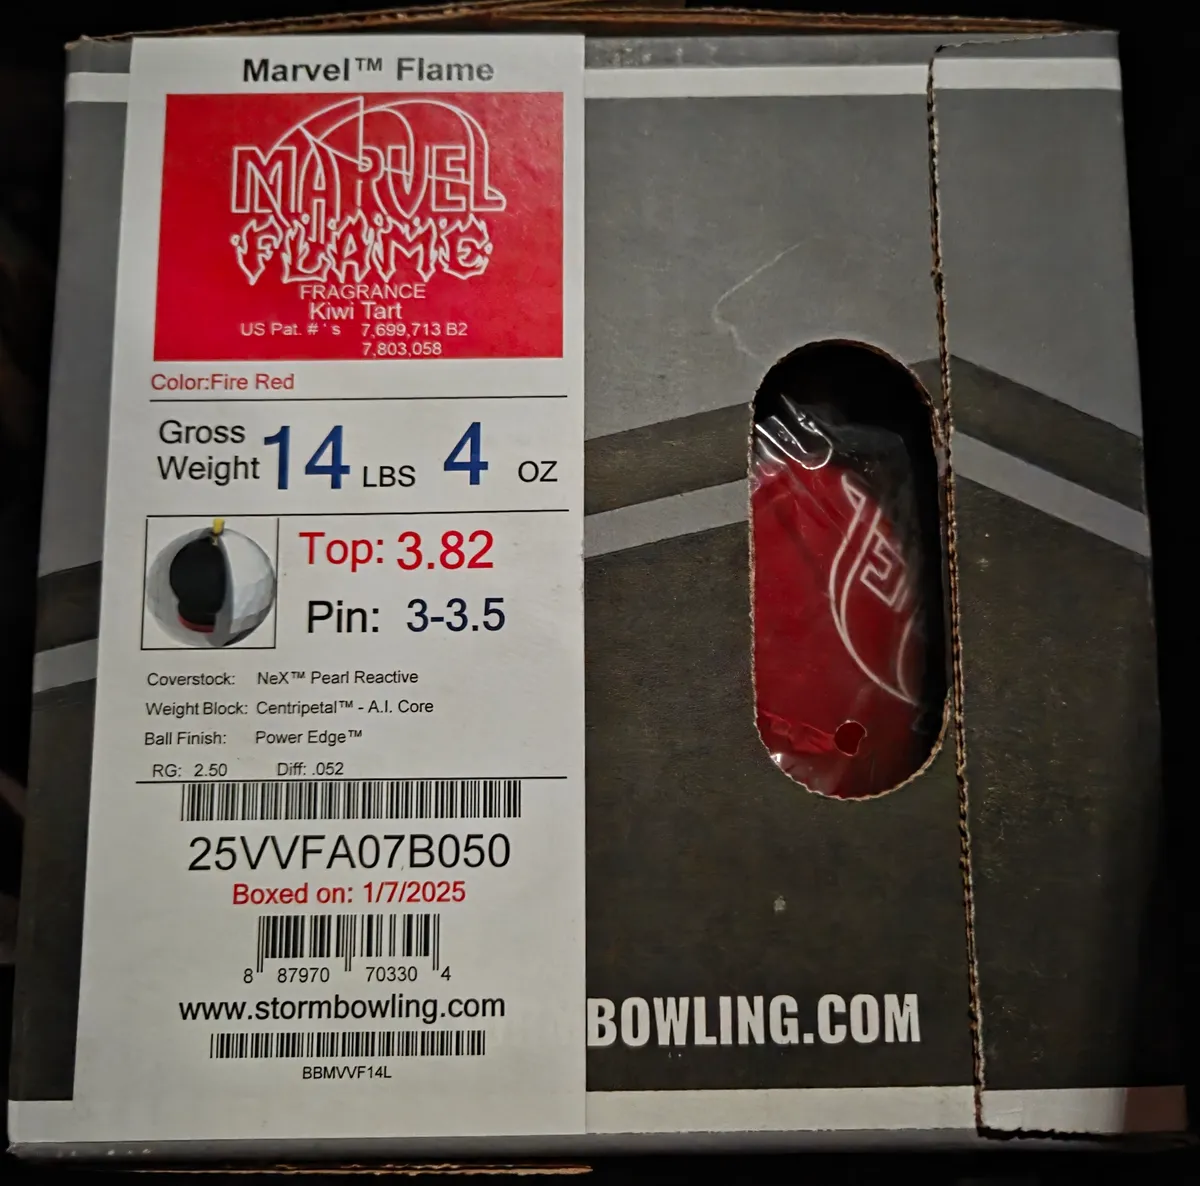 Marvel™ Flame
MARVEL
FLAME
FRAGRANCE
Kiwi Tart
US Pat. #'s 7,699,713 B2
7,803,058
Color:Fire Red
Gross Weight 14 LBS 4 OZ
Top: 3.82
Pin: 3-3.5
Coverstock: NeX™ Pearl Reactive
Weight Block: Centripetal™ - A.I. Core
Ball Finish: Power Edge™
RG: 2.50 Diff: .052
25VVFA07B050
Boxed on: 1/7/2025
8 87970 70330 4
www.stormbowling.com
BBMVVF14L
BOWLING.COM